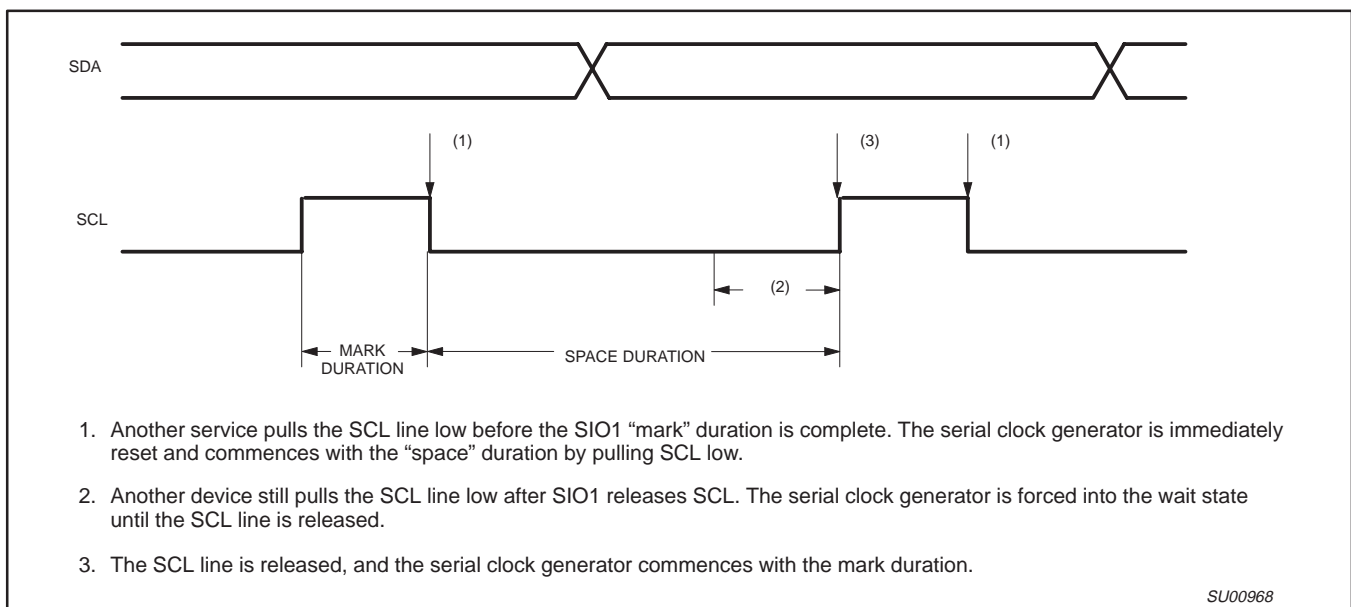 SDA
(1)
(3)
(1)
SCL
(2)
MARK
DURATION
SPACE DURATION
1. Another service pulls the SCL line low before the SIO1 “mark” duration is complete. The serial clock generator is immediately
reset and commences with the “space” duration by pulling SCL low.
2. Another device still pulls the SCL line low after SIO1 releases SCL. The serial clock generator is forced into the wait state
until the SCL line is released.
3. The SCL line is released, and the serial clock generator commences with the mark duration.
SU00968